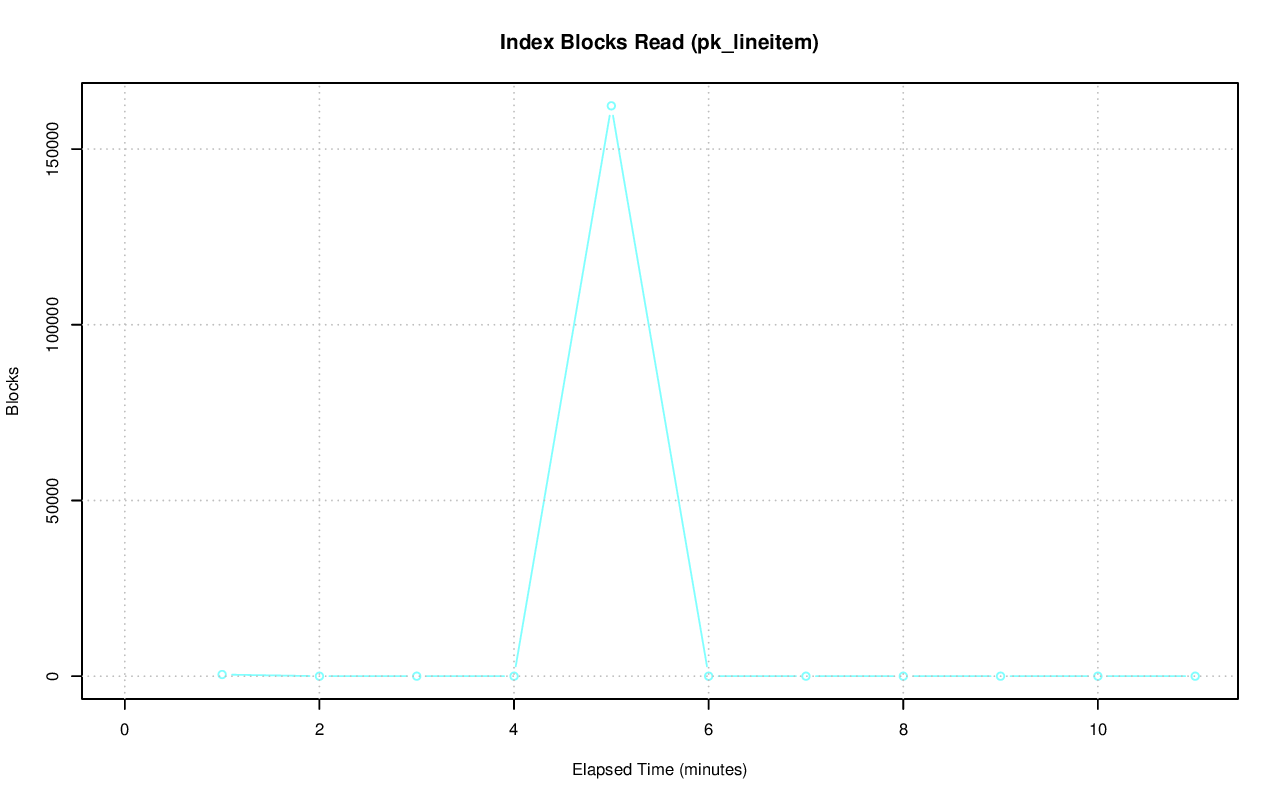 Index Blocks Read (pk_lineitem)
150000
100000
50000
0
Blocks
0 2 4 6 8 10
Elapsed Time (minutes)